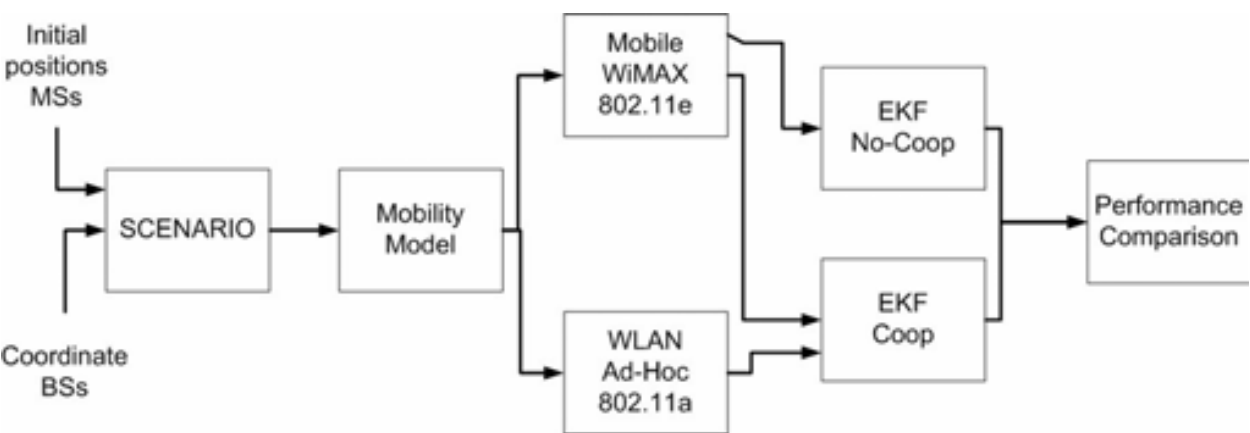 Initial
positions
MSs
SCENARIO
Coordinate
BSs
Mobility
Model
Mobile
WiMAX
802.11e
WLAN
Ad-Hoc
802.11a
EKF
No-Coop
EKF
Coop
Performance
Comparison